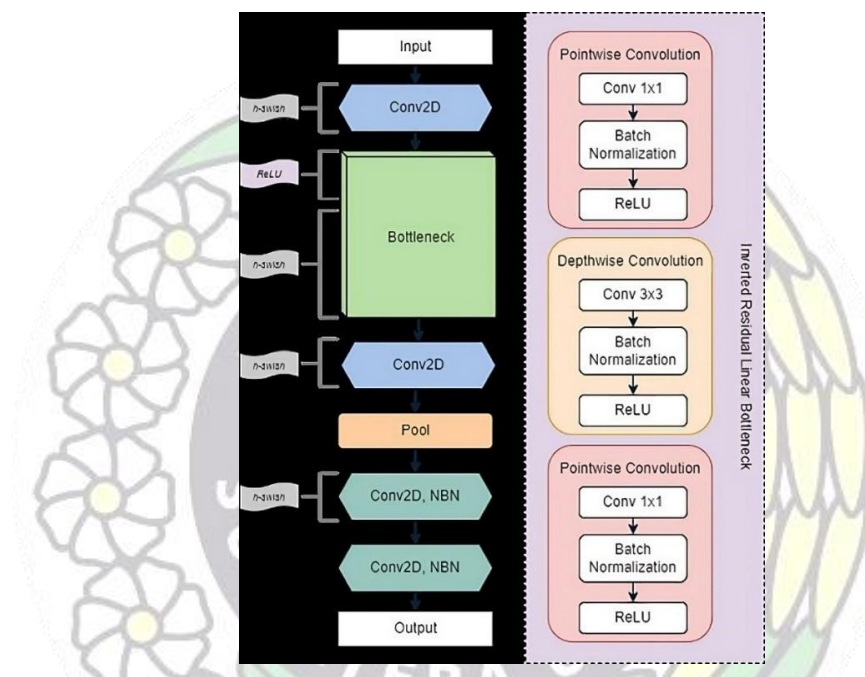 Input
h-swish
Conv2D
ReLU
Bottleneck
h-swish
h-swish
Conv2D
Pool
h-swish
Conv2D, NBN
Conv2D, NBN
Output
Pointwise Convolution
Conv 1x1
Batch
Normalization
ReLU
Depthwise Convolution
Conv 3x3
Batch
Normalization
ReLU
Pointwise Convolution
Conv 1x1
Batch
Normalization
ReLU
Inverted Residual Linear Bottleneck